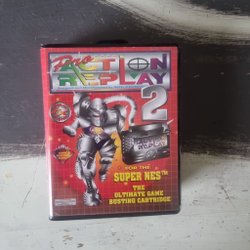 Pro
ACTION
REPLAY
2
FOR THE
SUPER NES™
THE
ULTIMATE GAME
BUSTING CARTRIDGE